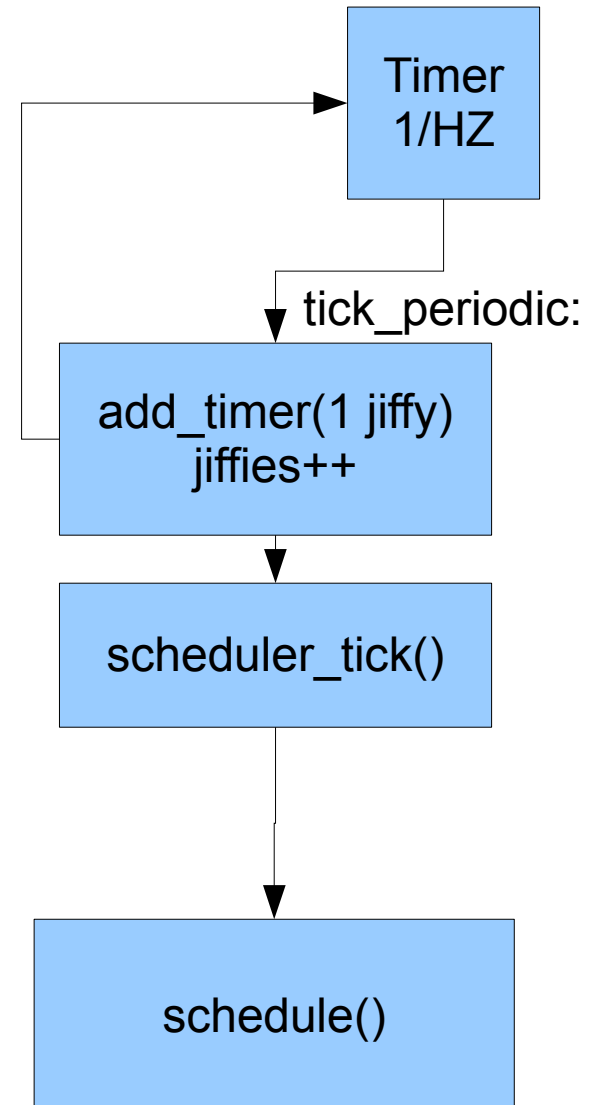 Timer
1/HZ
tick_periodic:
add_timer(1 jiffy)
jiffies++
scheduler_tick()
schedule()